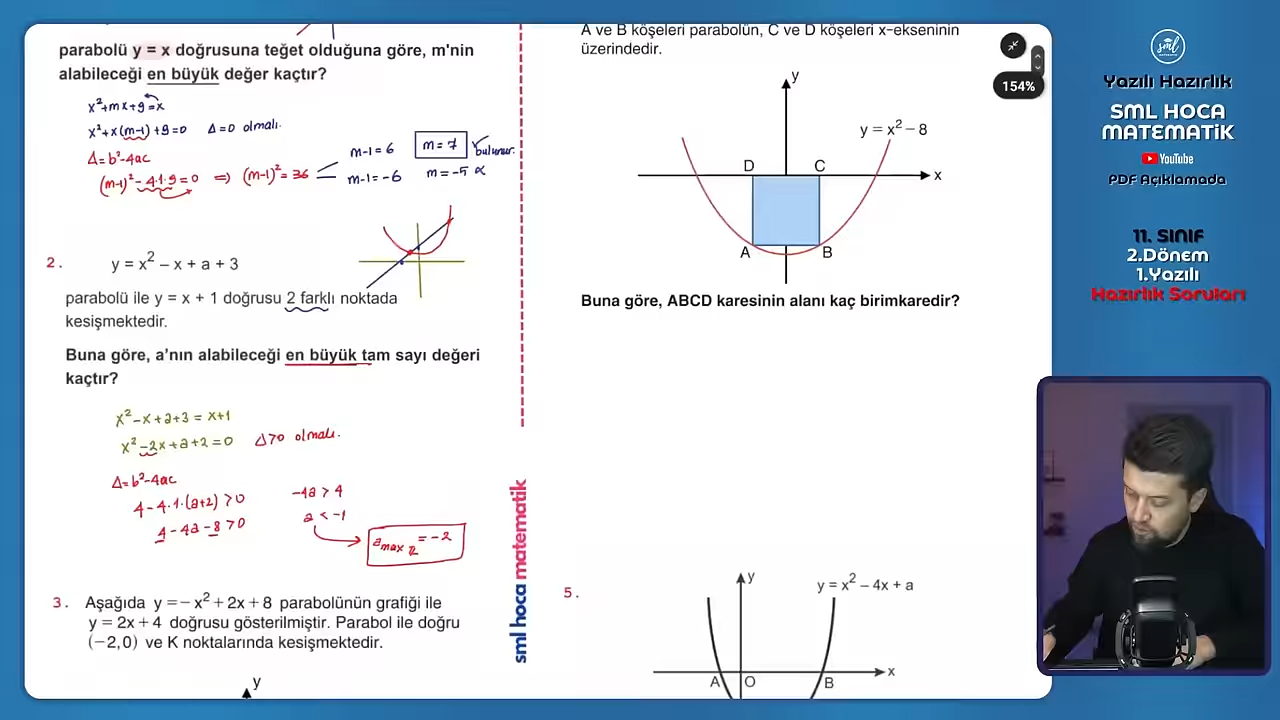 parabolü y = x doğrusuna teğet olduğuna göre, m'nin
alabileceği en büyük değer kaçtır?
x²+mx+9=x
x²+x(m-1)+9=0 Δ=0 olmalı.
Δ=b²-4ac
(m-1)²-4.1.9=0 ⇒ (m-1)²=36
m-1=6 m=7 bulunur.
m-1=-6 m=-5 x
2. y = x² – x + a + 3
parabolü ile y = x + 1 doğrusu 2 farklı noktada
kesişmektedir.
Buna göre, a'nın alabileceği en büyük tam sayı değeri
kaçtır?
x²-x+a+3=x+1
x²-2x+a+2=0 Δ>0 olmalı.
Δ=b²-4ac
4-4.1.(a+2)>0
4-4a-8>0
-4a>4
a<-1
a max = -2
3. Aşağıda y = – x² + 2x + 8 parabolünün grafiği ile
y = 2x + 4 doğrusu gösterilmiştir. Parabol ile doğru
(–2,0) ve K noktalarında kesişmektedir.
y
sml hoca matematik
A ve B köşeleri parabolün, C ve D köşeleri x-ekseninin
üzerindedir.
154%
y
y = x² – 8
D C
x
A B
Buna göre, ABCD karesinin alanı kaç birimkaredir?
5.
y
y = x² – 4x + a
x
A O B
sml
Yazılı Hazırlık
SML HOCA
MATEMATİK
YouTube
PDF Açıklamada
11. SINIF
2.Dönem
1.Yazılı
Hazırlık Soruları